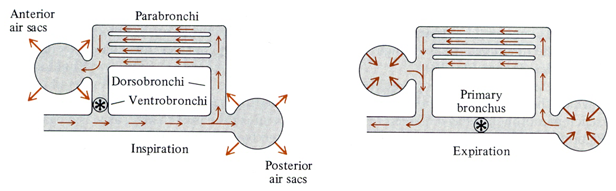 Anterior
air sacs
Parabronchi
Dorsobronchi
Ventrobronchi
Inspiration
Posterior
air sacs
Primary
bronchus
Expiration